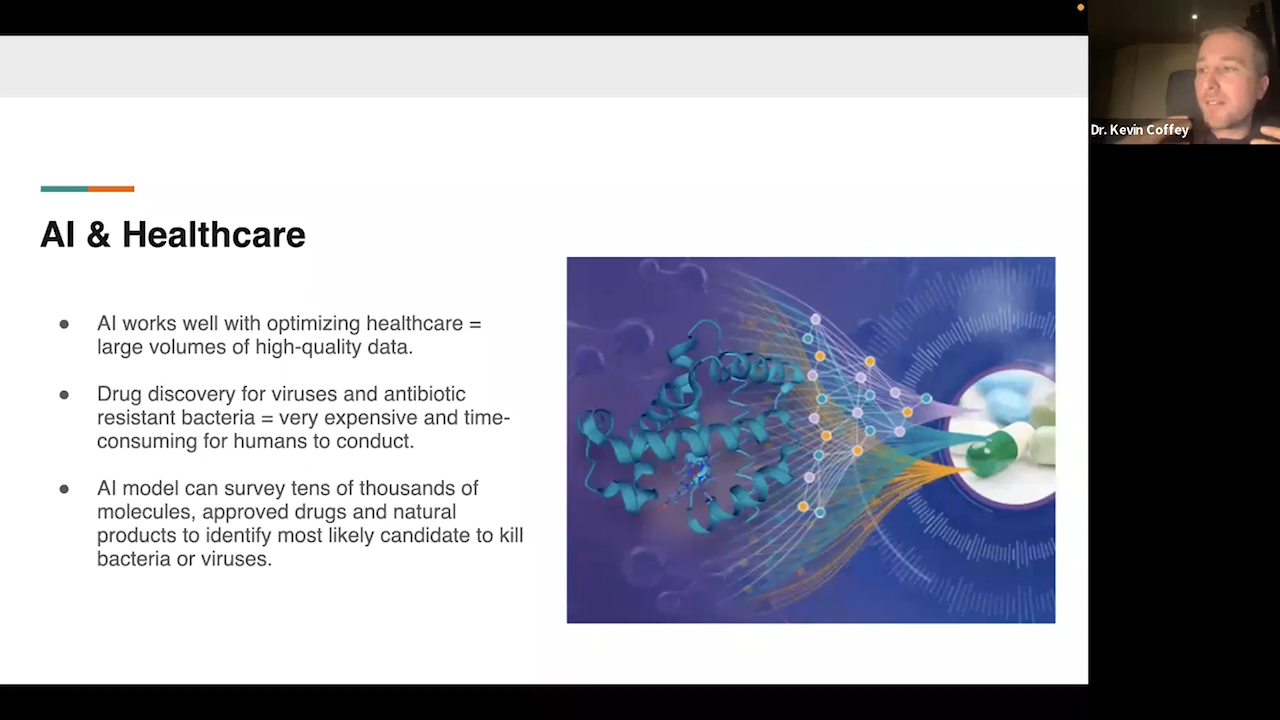 Dr. Kevin Coffey
AI & Healthcare
● AI works well with optimizing healthcare =
large volumes of high-quality data.
● Drug discovery for viruses and antibiotic
resistant bacteria = very expensive and time-
consuming for humans to conduct.
● AI model can survey tens of thousands of
molecules, approved drugs and natural
products to identify most likely candidate to kill
bacteria or viruses.